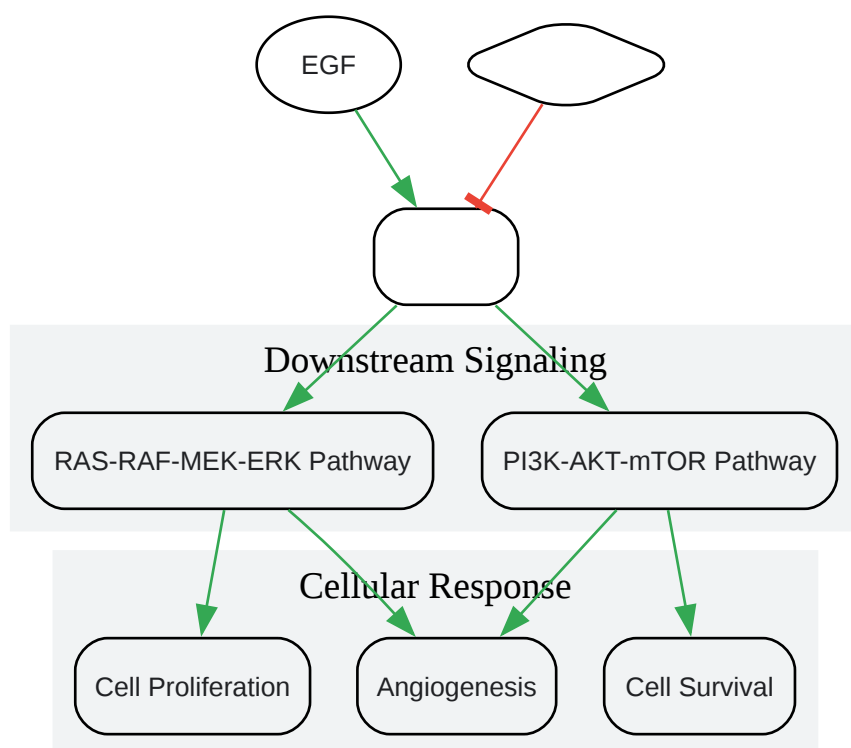 EGF
Downstream Signaling
RAS-RAF-MEK-ERK Pathway
PI3K-AKT-mTOR Pathway
Cellular Response
Cell Proliferation
Angiogenesis
Cell Survival